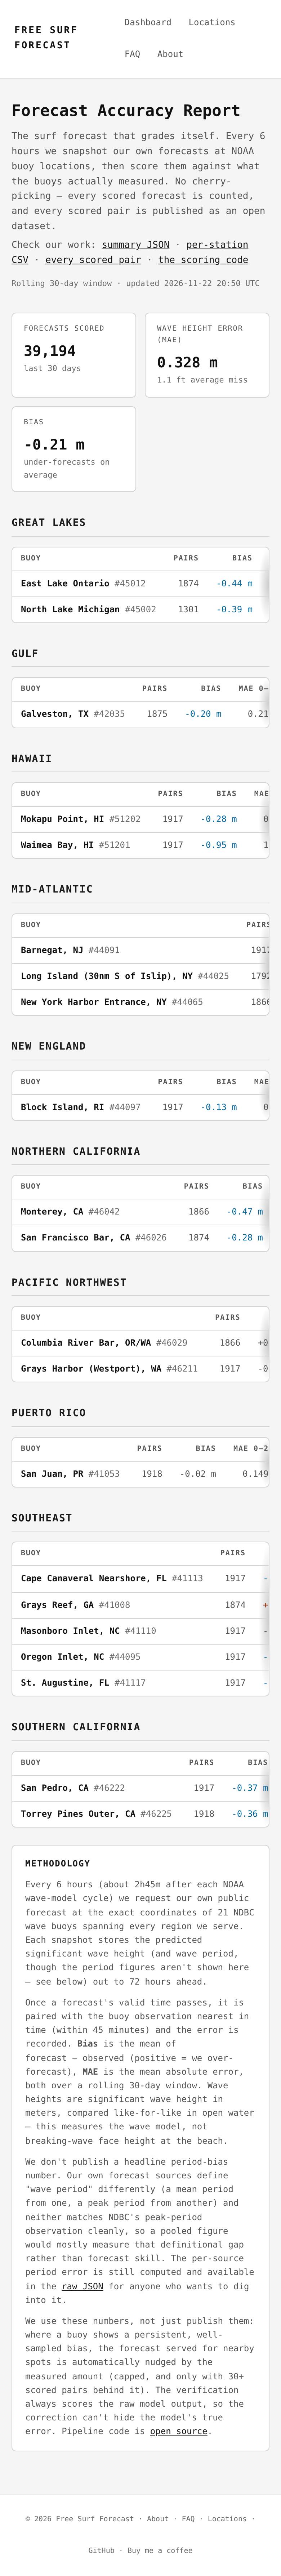 FREE SURF
FORECAST
Dashboard Locations
FAQ About
Forecast Accuracy Report
The surf forecast that grades itself. Every 6
hours we snapshot our own forecasts at NOAA
buoy locations, then score them against what
the buoys actually measured. No cherry-
picking — every scored forecast is counted,
and every scored pair is published as an open
dataset.
Check our work: summary JSON · per-station
CSV · every scored pair · the scoring code
Rolling 30-day window · updated 2026-11-22 20:50 UTC
FORECASTS SCORED
39,194
last 30 days
WAVE HEIGHT ERROR
(MAE)
0.328 m
1.1 ft average miss
BIAS
-0.21 m
under-forecasts on
average
GREAT LAKES
BUOY PAIRS BIAS
East Lake Ontario #45012 1874 -0.44 m
North Lake Michigan #45002 1301 -0.39 m
GULF
BUOY PAIRS BIAS MAE 0–
Galveston, TX #42035 1875 -0.20 m 0.21
HAWAII
BUOY PAIRS BIAS MAE
Mokapu Point, HI #51202 1917 -0.28 m 0
Waimea Bay, HI #51201 1917 -0.95 m 1
MID-ATLANTIC
BUOY PAIRS
Barnegat, NJ #44091 1917
Long Island (30nm S of Islip), NY #44025 1792
New York Harbor Entrance, NY #44065 1866
NEW ENGLAND
BUOY PAIRS BIAS MAE
Block Island, RI #44097 1917 -0.13 m 0
NORTHERN CALIFORNIA
BUOY PAIRS BIAS
Monterey, CA #46042 1866 -0.47 m
San Francisco Bar, CA #46026 1874 -0.28 m
PACIFIC NORTHWEST
BUOY PAIRS
Columbia River Bar, OR/WA #46029 1866 +0
Grays Harbor (Westport), WA #46211 1917 -0
PUERTO RICO
BUOY PAIRS BIAS MAE 0–2
San Juan, PR #41053 1918 -0.02 m 0.149
SOUTHEAST
BUOY PAIRS
Cape Canaveral Nearshore, FL #41113 1917 -
Grays Reef, GA #41008 1874 +
Masonboro Inlet, NC #41110 1917 -
Oregon Inlet, NC #44095 1917 -
St. Augustine, FL #41117 1917 -
SOUTHERN CALIFORNIA
BUOY PAIRS BIAS
San Pedro, CA #46222 1917 -0.37 m
Torrey Pines Outer, CA #46225 1918 -0.36 m
METHODOLOGY
Every 6 hours (about 2h45m after each NOAA
wave-model cycle) we request our own public
forecast at the exact coordinates of 21 NDBC
wave buoys spanning every region we serve.
Each snapshot stores the predicted
significant wave height (and wave period,
though the period figures aren't shown here
— see below) out to 72 hours ahead.
Once a forecast's valid time passes, it is
paired with the buoy observation nearest in
time (within 45 minutes) and the error is
recorded. Bias is the mean of
forecast − observed (positive = we over-
forecast), MAE is the mean absolute error,
both over a rolling 30-day window. Wave
heights are significant wave height in
meters, compared like-for-like in open water
— this measures the wave model, not
breaking-wave face height at the beach.
We don't publish a headline period-bias
number. Our own forecast sources define
"wave period" differently (a mean period
from one, a peak period from another) and
neither matches NDBC's peak-period
observation cleanly, so a pooled figure
would mostly measure that definitional gap
rather than forecast skill. The per-source
period error is still computed and available
in the raw JSON for anyone who wants to dig
into it.
We use these numbers, not just publish them:
where a buoy shows a persistent, well-
sampled bias, the forecast served for nearby
spots is automatically nudged by the
measured amount (capped, and only with 30+
scored pairs behind it). The verification
always scores the raw model output, so the
correction can't hide the model's true
error. Pipeline code is open source.
© 2026 Free Surf Forecast · About · FAQ · Locations ·
GitHub · Buy me a coffee